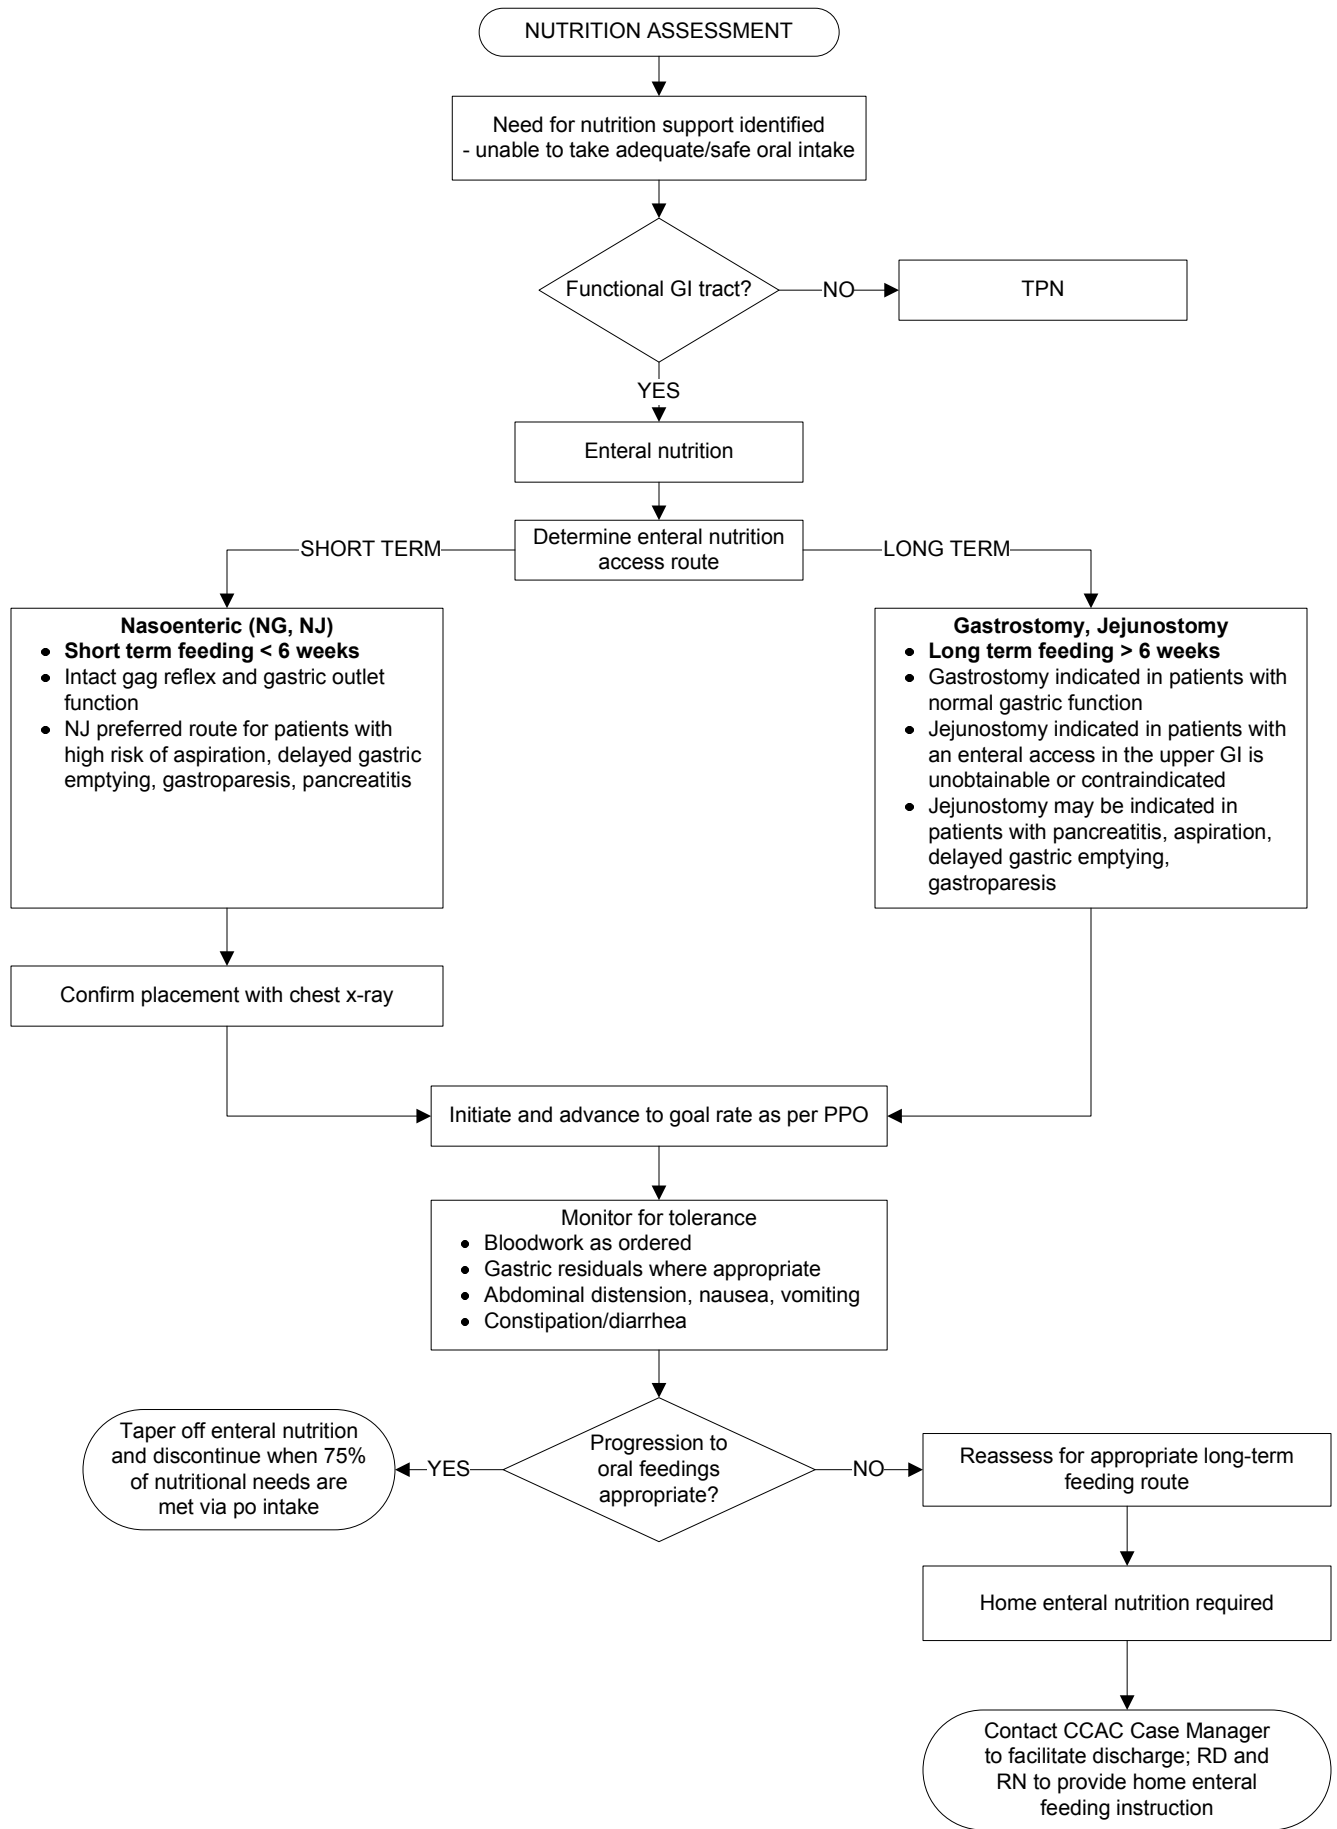 NUTRITION ASSESSMENT
Need for nutrition support identified
- unable to take adequate/safe oral intake
Functional GI tract?
NO
TPN
YES
Enteral nutrition
Determine enteral nutrition
access route
SHORT TERM
LONG TERM
Nasoenteric (NG, NJ)
• Short term feeding < 6 weeks
• Intact gag reflex and gastric outlet
function
• NJ preferred route for patients with
high risk of aspiration, delayed gastric
emptying, gastroparesis, pancreatitis
Gastrostomy, Jejunostomy
• Long term feeding > 6 weeks
• Gastrostomy indicated in patients with
normal gastric function
• Jejunostomy indicated in patients with
an enteral access in the upper GI is
unobtainable or contraindicated
• Jejunostomy may be indicated in
patients with pancreatitis, aspiration,
delayed gastric emptying,
gastroparesis
Confirm placement with chest x-ray
Initiate and advance to goal rate as per PPO
Monitor for tolerance
• Bloodwork as ordered
• Gastric residuals where appropriate
• Abdominal distension, nausea, vomiting
• Constipation/diarrhea
Progression to
oral feedings
appropriate?
YES
Taper off enteral nutrition
and discontinue when 75%
of nutritional needs are
met via po intake
NO
Reassess for appropriate long-term
feeding route
Home enteral nutrition required
Contact CCAC Case Manager
to facilitate discharge; RD and
RN to provide home enteral
feeding instruction